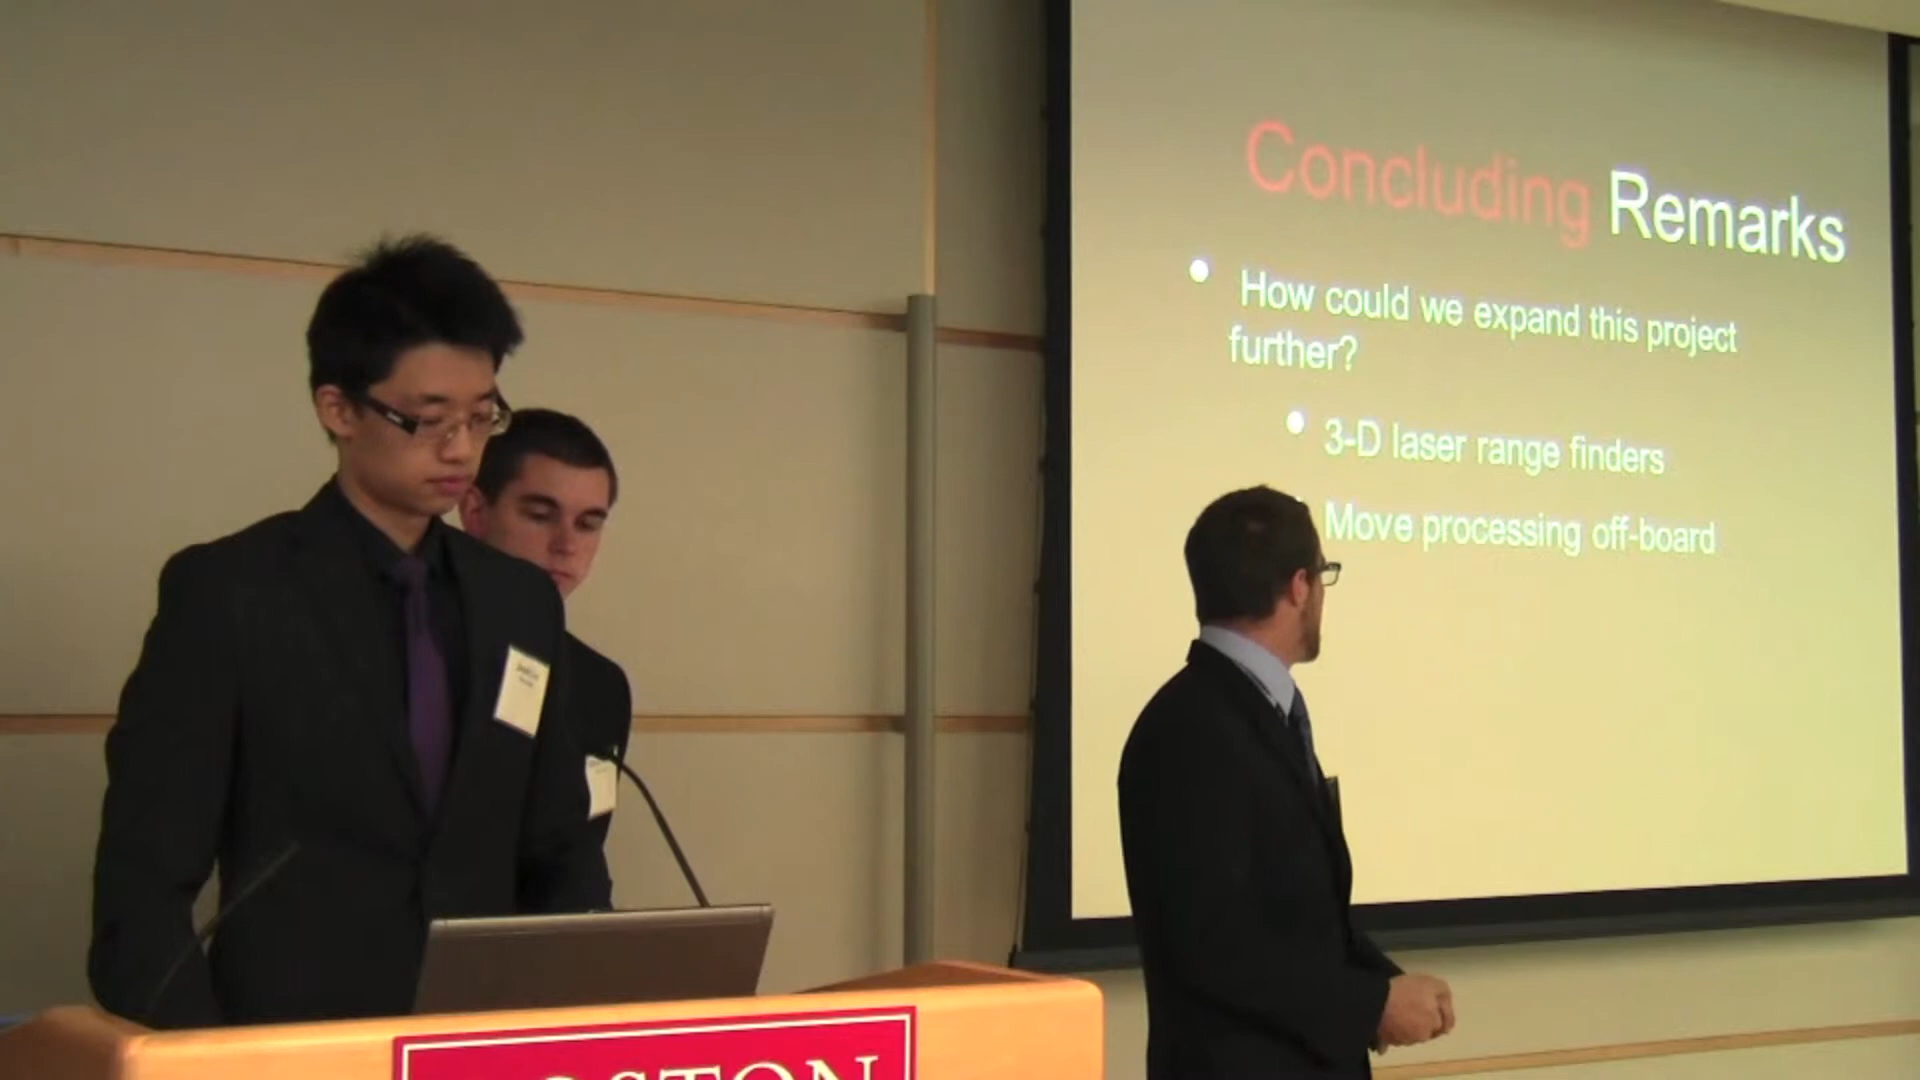 Concluding Remarks
How could we expand this project
further?
3-D laser range finders
Move processing off-board